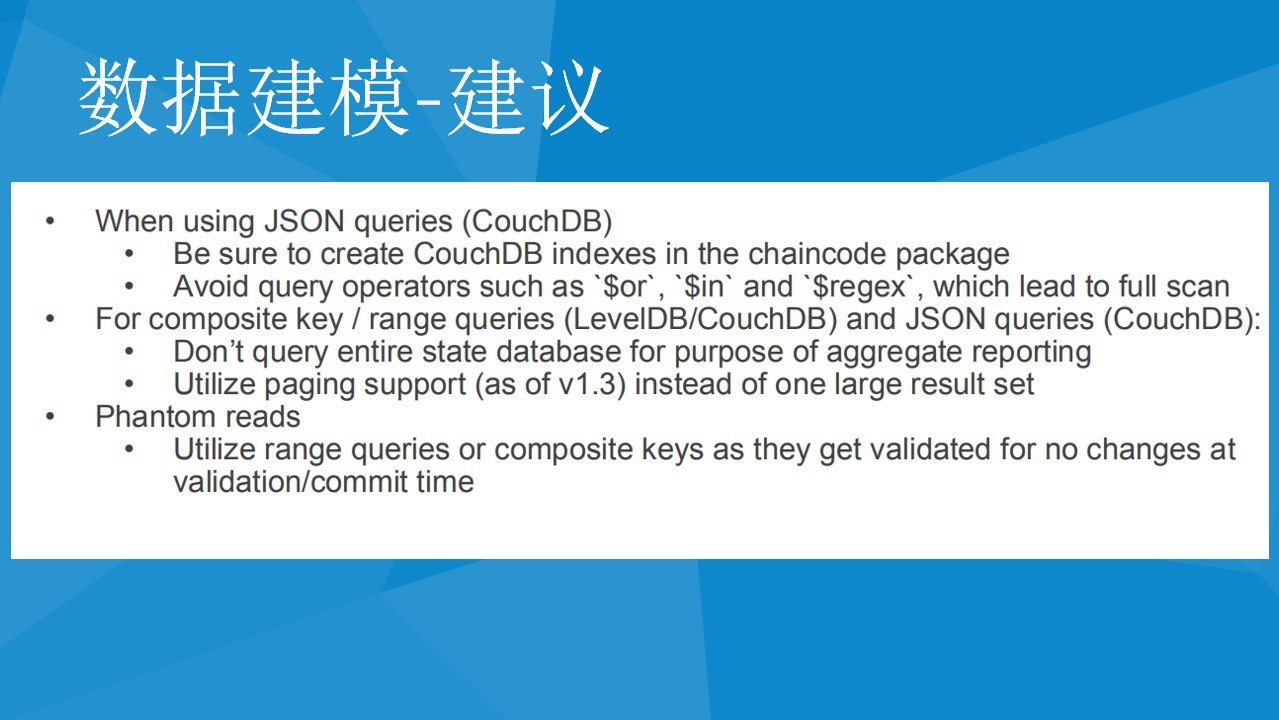 数据建模-建议
• When using JSON queries (CouchDB)
• Be sure to create CouchDB indexes in the chaincode package
• Avoid query operators such as `$or`, `$in` and `$regex`, which lead to full scan
• For composite key / range queries (LevelDB/CouchDB) and JSON queries (CouchDB):
• Don’t query entire state database for purpose of aggregate reporting
• Utilize paging support (as of v1.3) instead of one large result set
• Phantom reads
• Utilize range queries or composite keys as they get validated for no changes at
validation/commit time